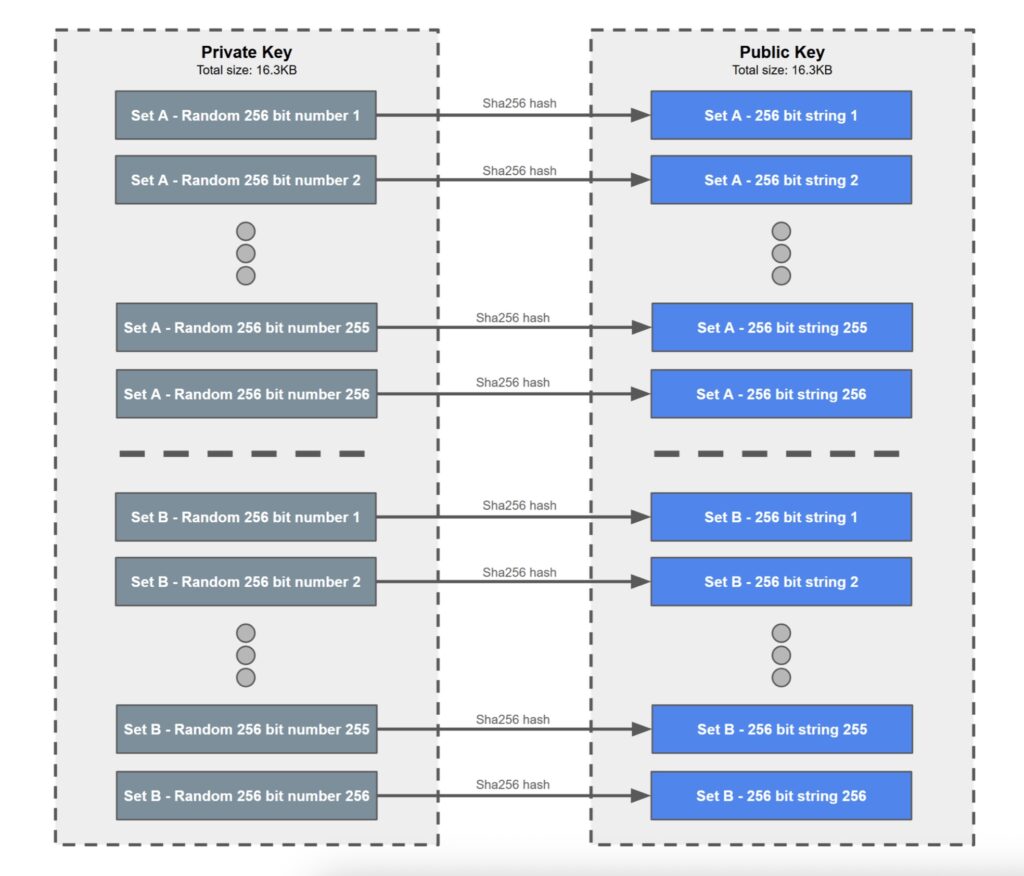 Private Key
Total size: 16.3KB
Public Key
Total size: 16.3KB
Set A - Random 256 bit number 1
Sha256 hash
Set A - 256 bit string 1
Set A - Random 256 bit number 2
Sha256 hash
Set A - 256 bit string 2
Set A - Random 256 bit number 255
Sha256 hash
Set A - 256 bit string 255
Set A - Random 256 bit number 256
Sha256 hash
Set A - 256 bit string 256
Set B - Random 256 bit number 1
Sha256 hash
Set B - 256 bit string 1
Set B - Random 256 bit number 2
Sha256 hash
Set B - 256 bit string 2
Set B - Random 256 bit number 255
Sha256 hash
Set B - 256 bit string 255
Set B - Random 256 bit number 256
Sha256 hash
Set B - 256 bit string 256